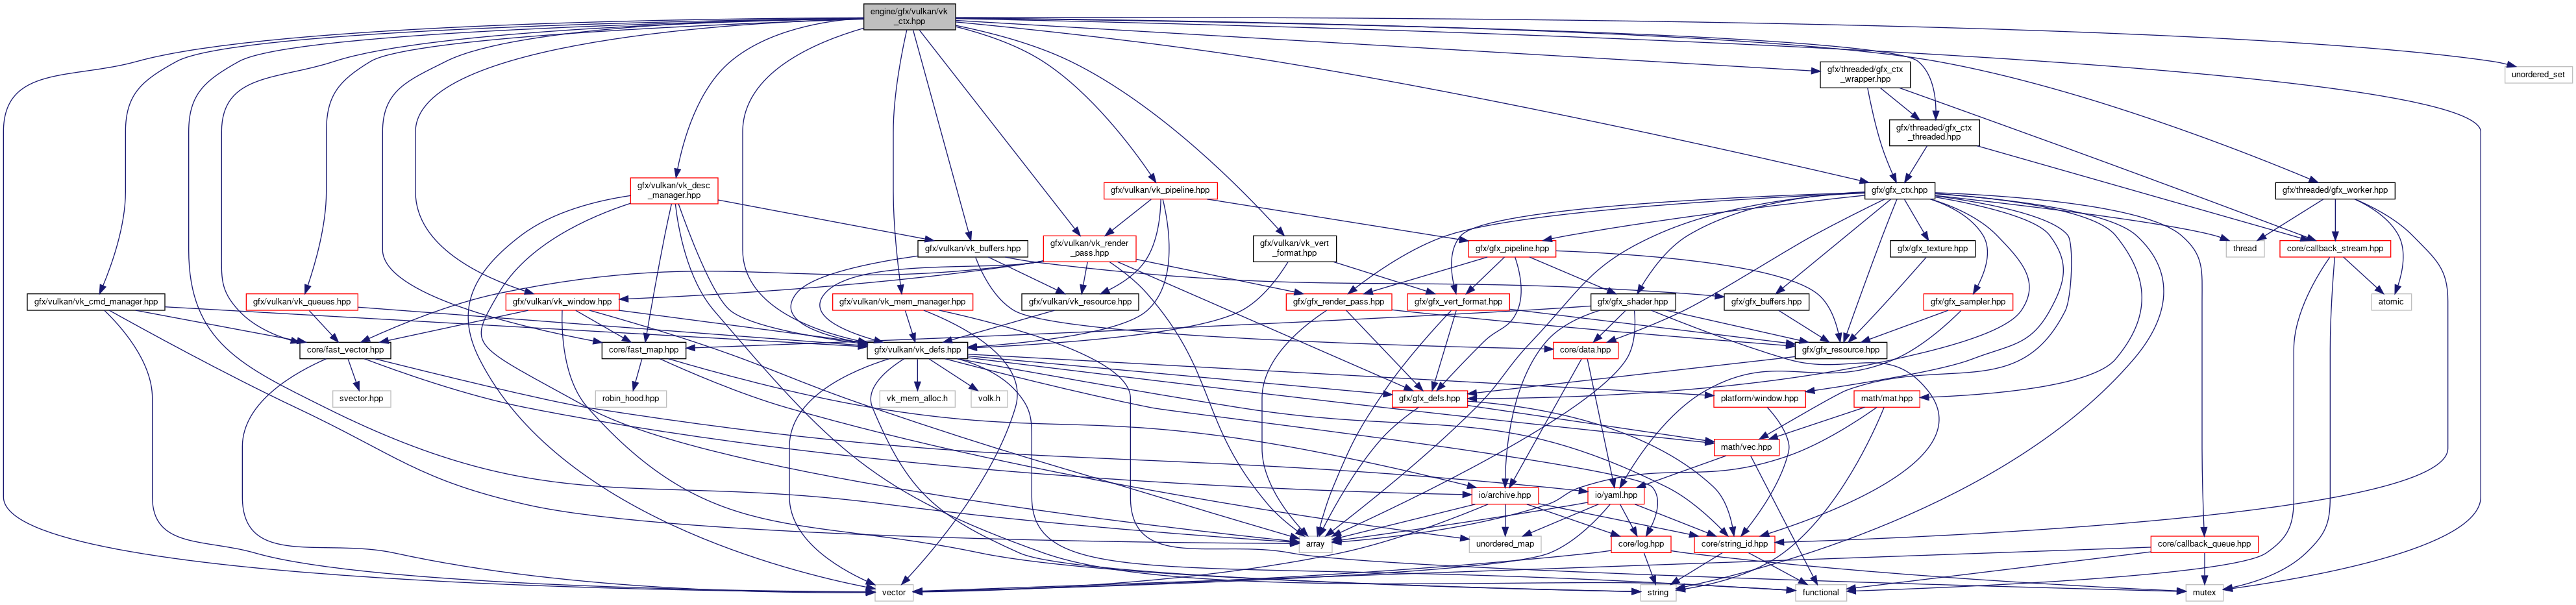 engine/gfx/vulkan/vk
_ctx.hpp
gfx/threaded/gfx_ctx
_wrapper.hpp
unordered_set
gfx/threaded/gfx_ctx
_threaded.hpp
gfx/vulkan/vk_desc
_manager.hpp
gfx/vulkan/vk_pipeline.hpp
gfx/gfx_ctx.hpp
gfx/threaded/gfx_worker.hpp
gfx/vulkan/vk_buffers.hpp
gfx/vulkan/vk_render
_pass.hpp
gfx/vulkan/vk_vert
_format.hpp
gfx/gfx_pipeline.hpp
gfx/gfx_texture.hpp
thread
core/callback_stream.hpp
gfx/vulkan/vk_cmd_manager.hpp
gfx/vulkan/vk_queues.hpp
gfx/vulkan/vk_window.hpp
gfx/vulkan/vk_mem_manager.hpp
gfx/vulkan/vk_resource.hpp
gfx/gfx_render_pass.hpp
gfx/gfx_vert_format.hpp
gfx/gfx_shader.hpp
gfx/gfx_buffers.hpp
gfx/gfx_sampler.hpp
atomic
core/fast_vector.hpp
core/fast_map.hpp
gfx/vulkan/vk_defs.hpp
core/data.hpp
gfx/gfx_resource.hpp
svector.hpp
robin_hood.hpp
vk_mem_alloc.h
volk.h
gfx/gfx_defs.hpp
platform/window.hpp
math/mat.hpp
math/vec.hpp
io/archive.hpp
io/yaml.hpp
array
unordered_map
core/log.hpp
core/string_id.hpp
core/callback_queue.hpp
vector
string
functional
mutex